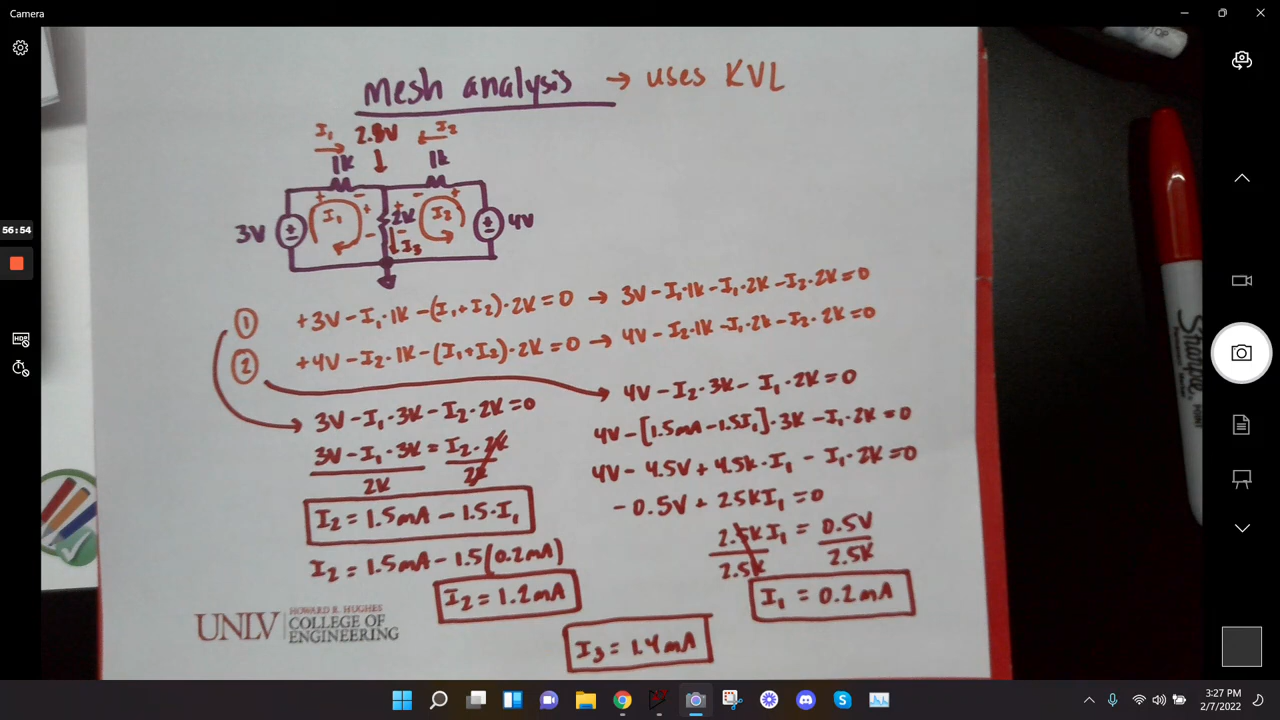 Camera
mesh analysis → uses KVL
I₁ 2.8V I₂
1K 1K
3V I₁ 2K I₂ 4V
I₃
① +3V - I₁·1K - (I₁+I₂)·2K = 0 → 3V - I₁·1K - I₁·2K - I₂·2K = 0
② +4V - I₂·1K - (I₁+I₂)·2K = 0 → 4V - I₂·1K - I₁·2K - I₂·2K = 0
3V - I₁·3K - I₂·2K = 0
3V - I₁·3K = I₂·2K
2K 2K
I₂ = 1.5mA - 1.5·I₁
I₂ = 1.5mA - 1.5(0.2mA)
I₂ = 1.2mA
4V - I₂·3K - I₁·2K = 0
4V - [1.5mA - 1.5I₁]·3K - I₁·2K = 0
4V - 4.5V + 4.5K·I₁ - I₁·2K = 0
- 0.5V + 2.5KI₁ = 0
2.5KI₁ = 0.5V
2.5K 2.5K
I₁ = 0.2mA
I₃ = 1.4mA
UNLV HOWARD R. HUGHES
COLLEGE OF
ENGINEERING
Sharpie
56:54
HDR
3:27 PM
2/7/2022